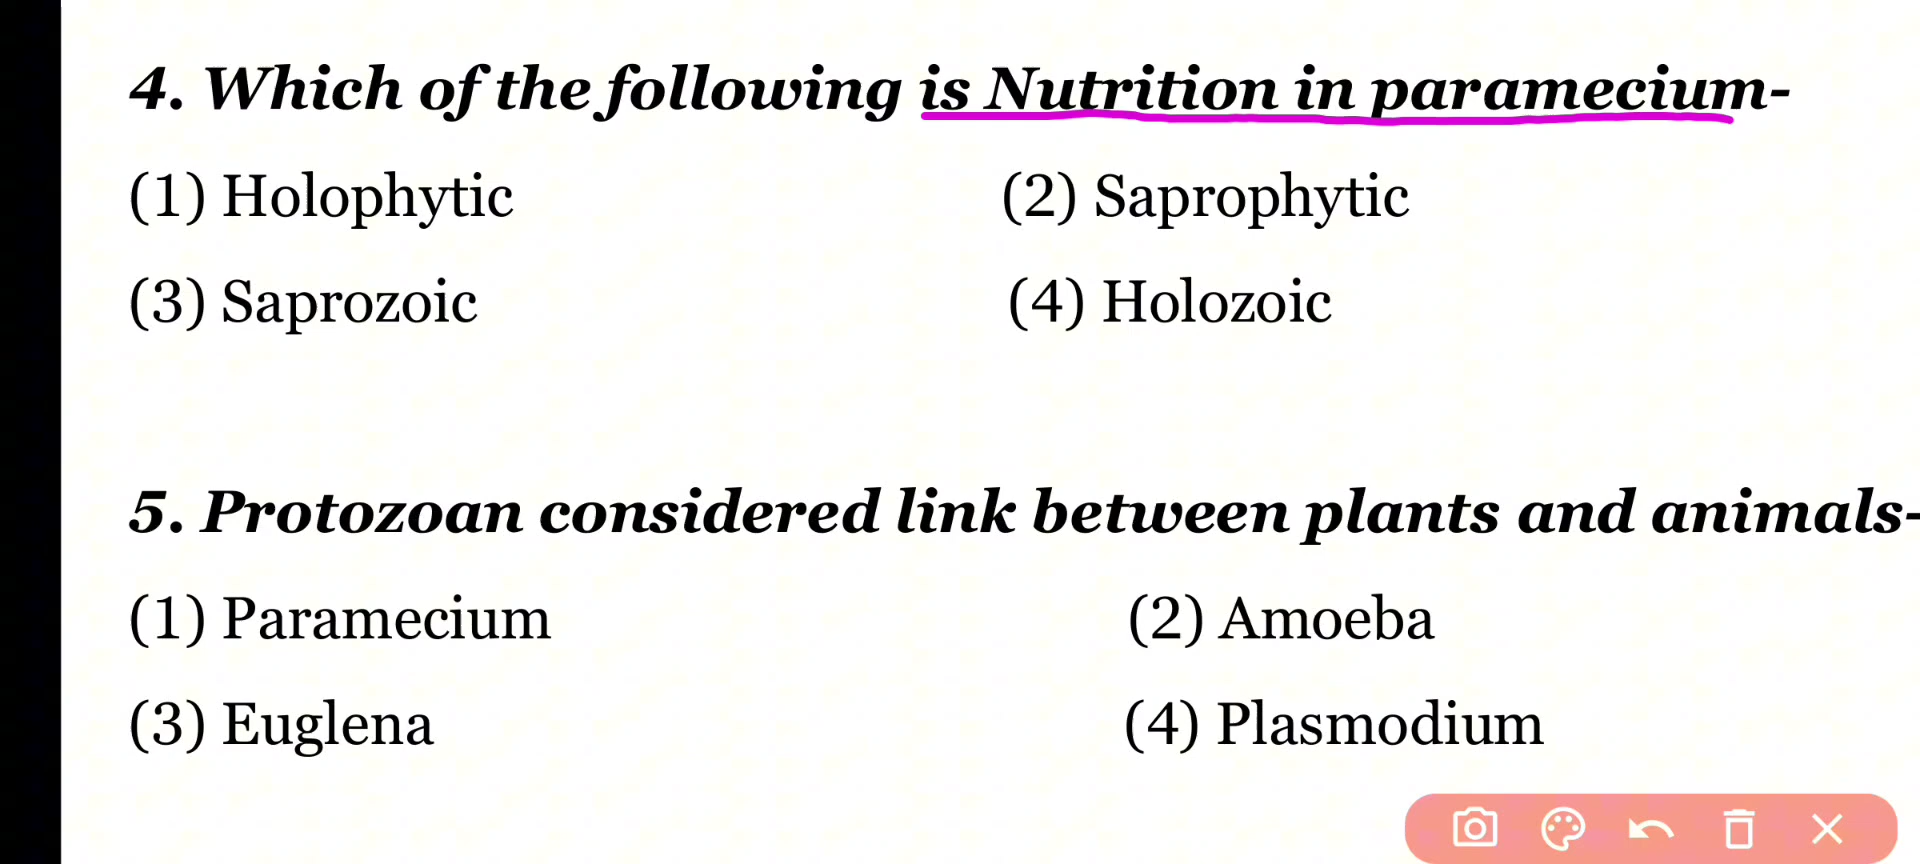 4. Which of the following is Nutrition in paramecium-
(1) Holophytic (2) Saprophytic
(3) Saprozoic (4) Holozoic
5. Protozoan considered link between plants and animals-
(1) Paramecium (2) Amoeba
(3) Euglena (4) Plasmodium